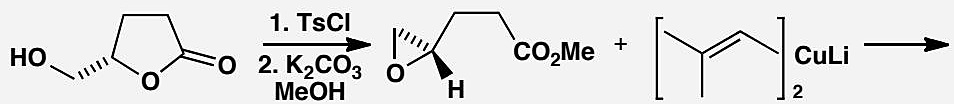 1. TsCl
HO
O
O
2. K₂CO₃
MeOH
O
H
CO₂Me
+
CuLi
2